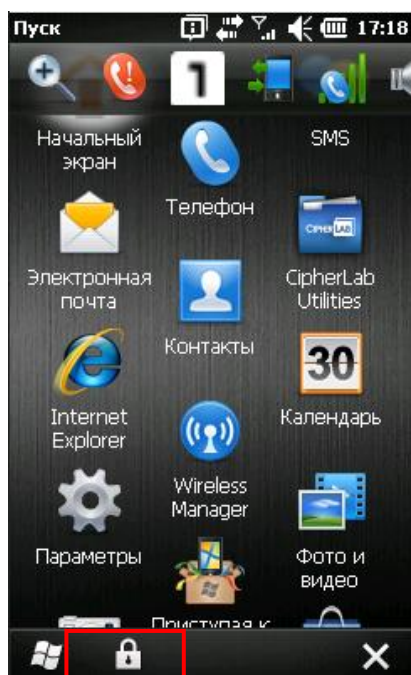 Пуск
17:18
1
Начальный
экран
SMS
Телефон
CIPHERLAB
Электронная
почта
CipherLab
Utilities
Контакты
30
Internet
Explorer
Календарь
Wireless
Manager
Параметры
Фото и
видео
Приступая к